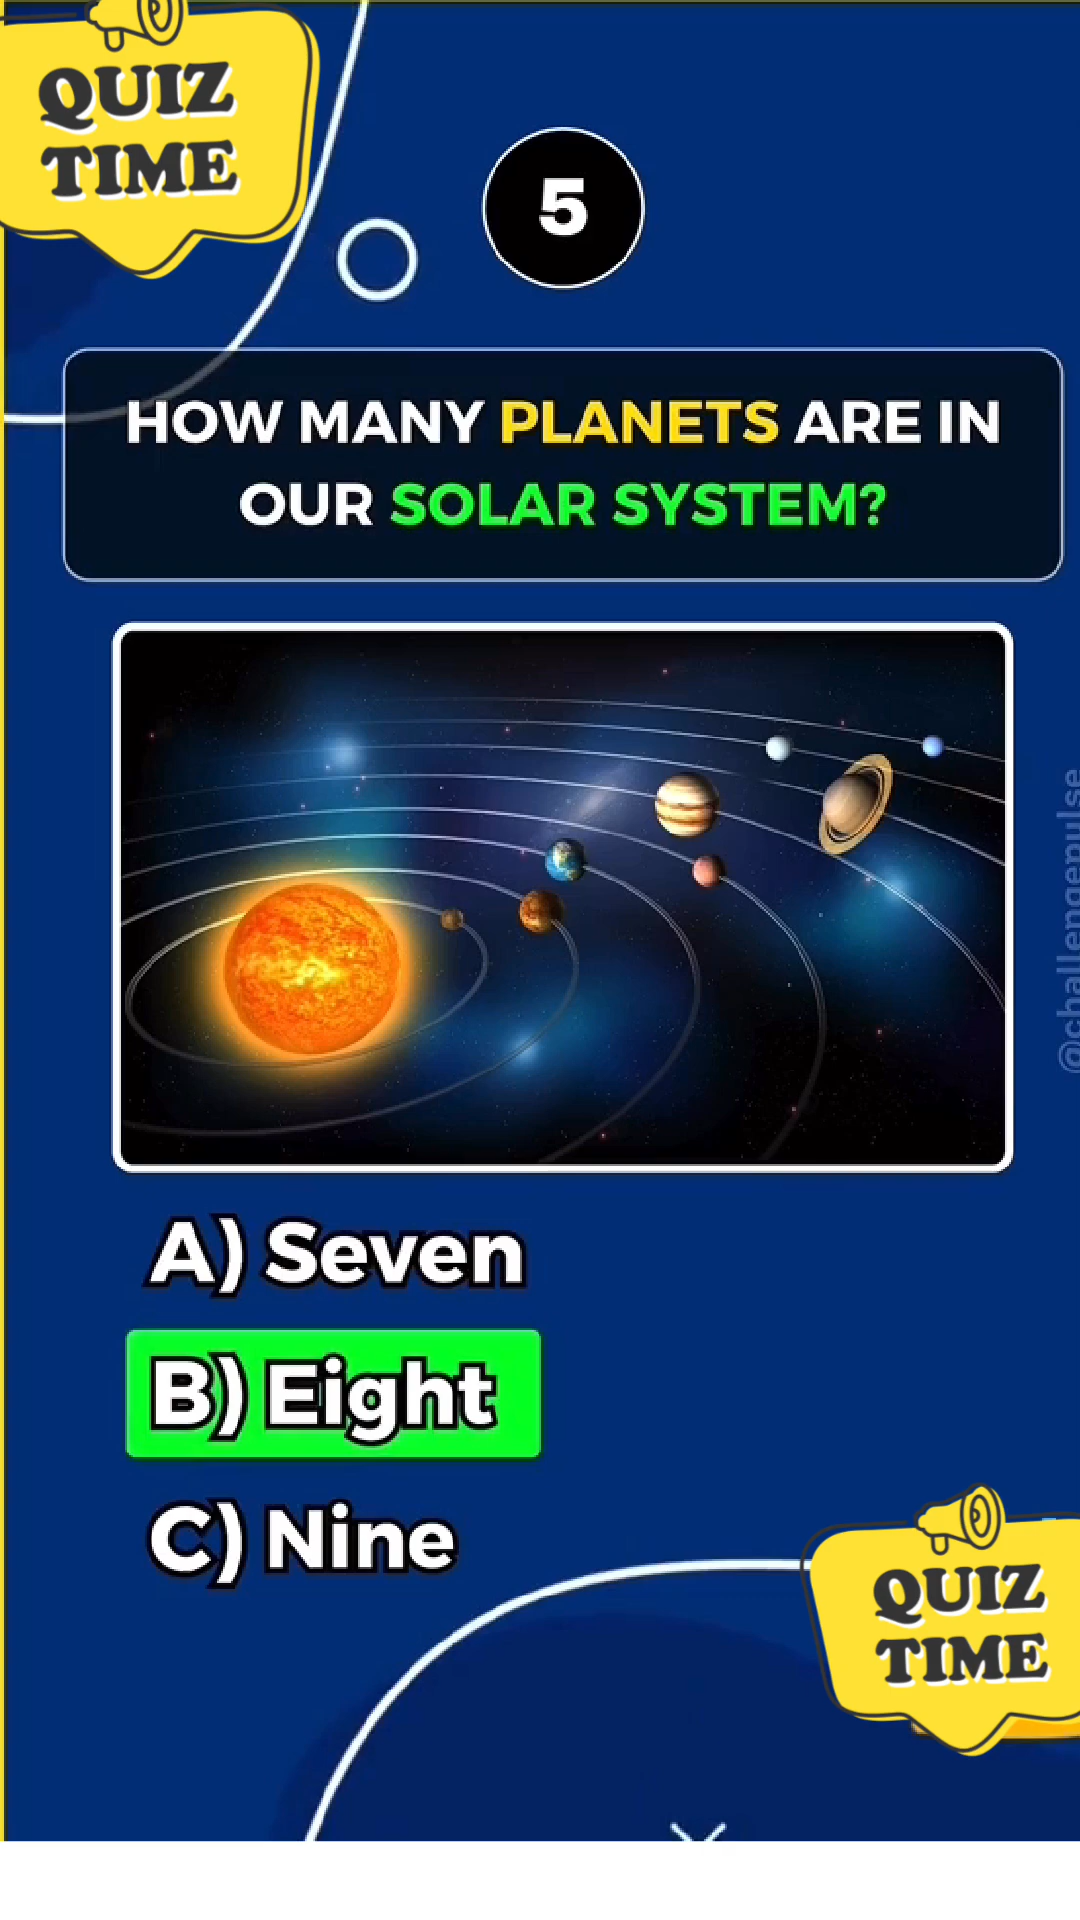 QUIZ
TIME
5
HOW MANY PLANETS ARE IN
OUR SOLAR SYSTEM?
@challengepulse
A) Seven
B) Eight
C) Nine
QUIZ
TIME